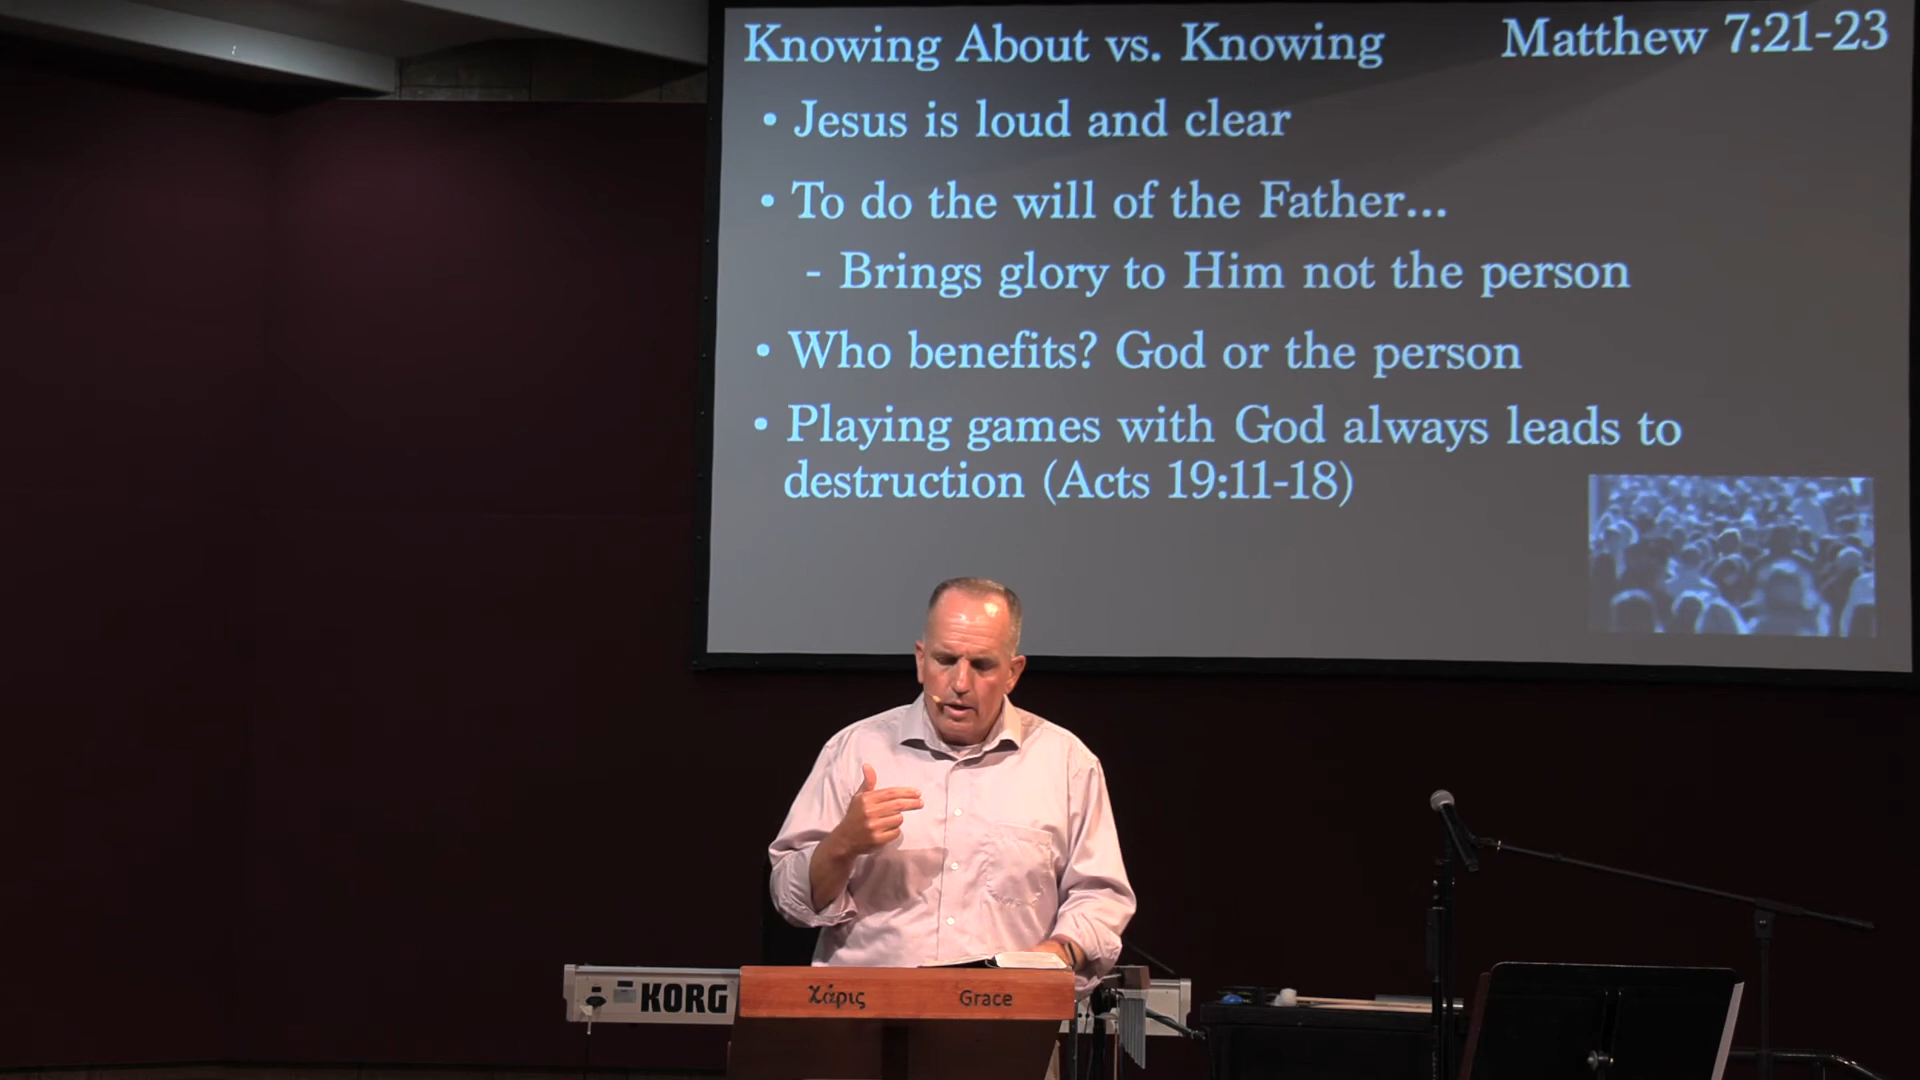 Knowing About vs. Knowing
Matthew 7:21-23
• Jesus is loud and clear
• To do the will of the Father...
- Brings glory to Him not the person
• Who benefits? God or the person
• Playing games with God always leads to
destruction (Acts 19:11-18)
KORG
Χάρις
Grace